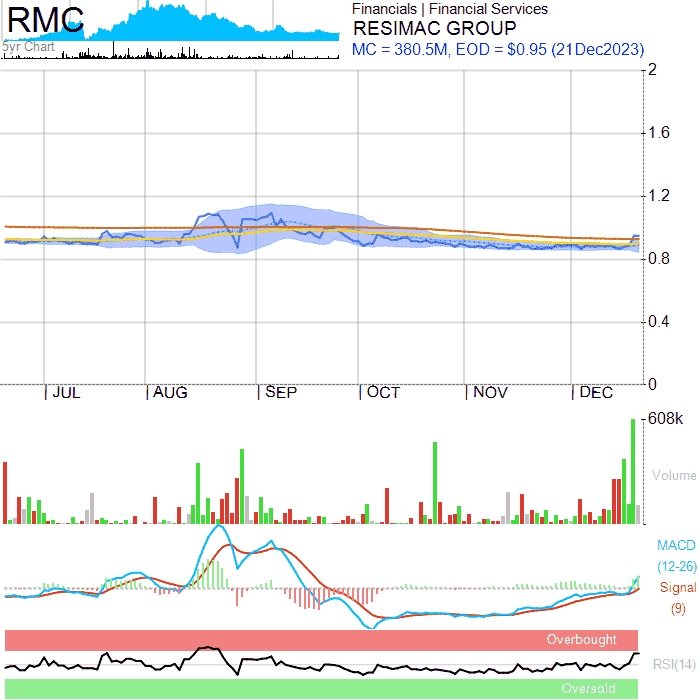 RMC
5yr Chart
Financials | Financial Services
RESIMAC GROUP
MC = 380.5M, EOD = $0.95 (21Dec2023)
2
1.6
1.2
0.8
0.4
0
JUL AUG SEP OCT NOV DEC
608k
Volume
MACD
(12-26)
Signal
(9)
Overbought
RSI(14)
Oversold